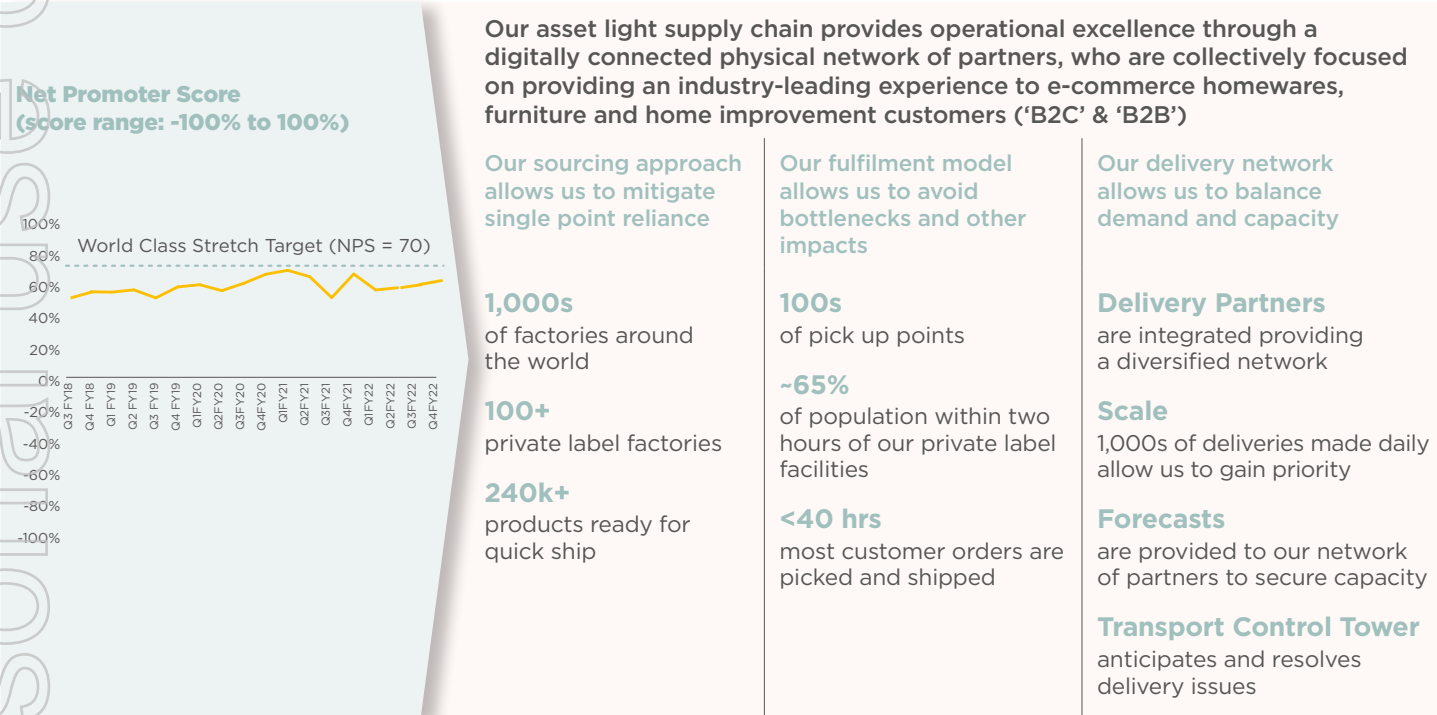 Net Promoter Score
(score range: -100% to 100%)
100%
80%
60%
40%
20%
0%
-20%
-40%
-60%
-80%
-100%
World Class Stretch Target (NPS = 70)
Q3 FY18
Q4 FY18
Q1 FY19
Q2 FY19
Q3 FY19
Q4 FY19
Q1FY20
Q2FY20
Q3FY20
Q4FY20
Q1FY21
Q2FY21
Q3FY21
Q4FY21
Q1FY22
Q2FY22
Q3FY22
Q4FY22
Our asset light supply chain provides operational excellence through a
digitally connected physical network of partners, who are collectively focused
on providing an industry-leading experience to e-commerce homewares,
furniture and home improvement customers (‘B2C’ & ‘B2B’)
Our sourcing approach
allows us to mitigate
single point reliance
1,000s
of factories around
the world
100+
private label factories
240k+
products ready for
quick ship
Our fulfilment model
allows us to avoid
bottlenecks and other
impacts
100s
of pick up points
~65%
of population within two
hours of our private label
facilities
<40 hrs
most customer orders are
picked and shipped
Our delivery network
allows us to balance
demand and capacity
Delivery Partners
are integrated providing
a diversified network
Scale
1,000s of deliveries made daily
allow us to gain priority
Forecasts
are provided to our network
of partners to secure capacity
Transport Control Tower
anticipates and resolves
delivery issues